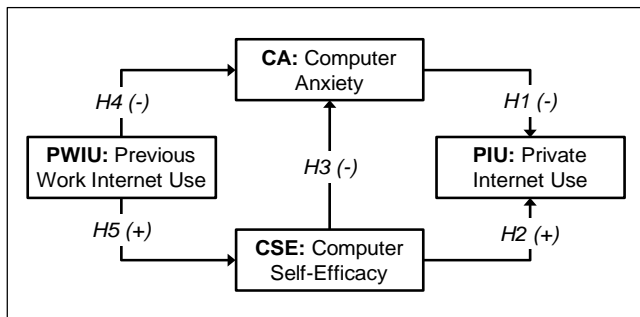 CA: Computer
Anxiety
H4 (-)
H1 (-)
PWIU: Previous
Work Internet Use
H3 (-)
PIU: Private
Internet Use
H5 (+)
H2 (+)
CSE: Computer
Self-Efficacy